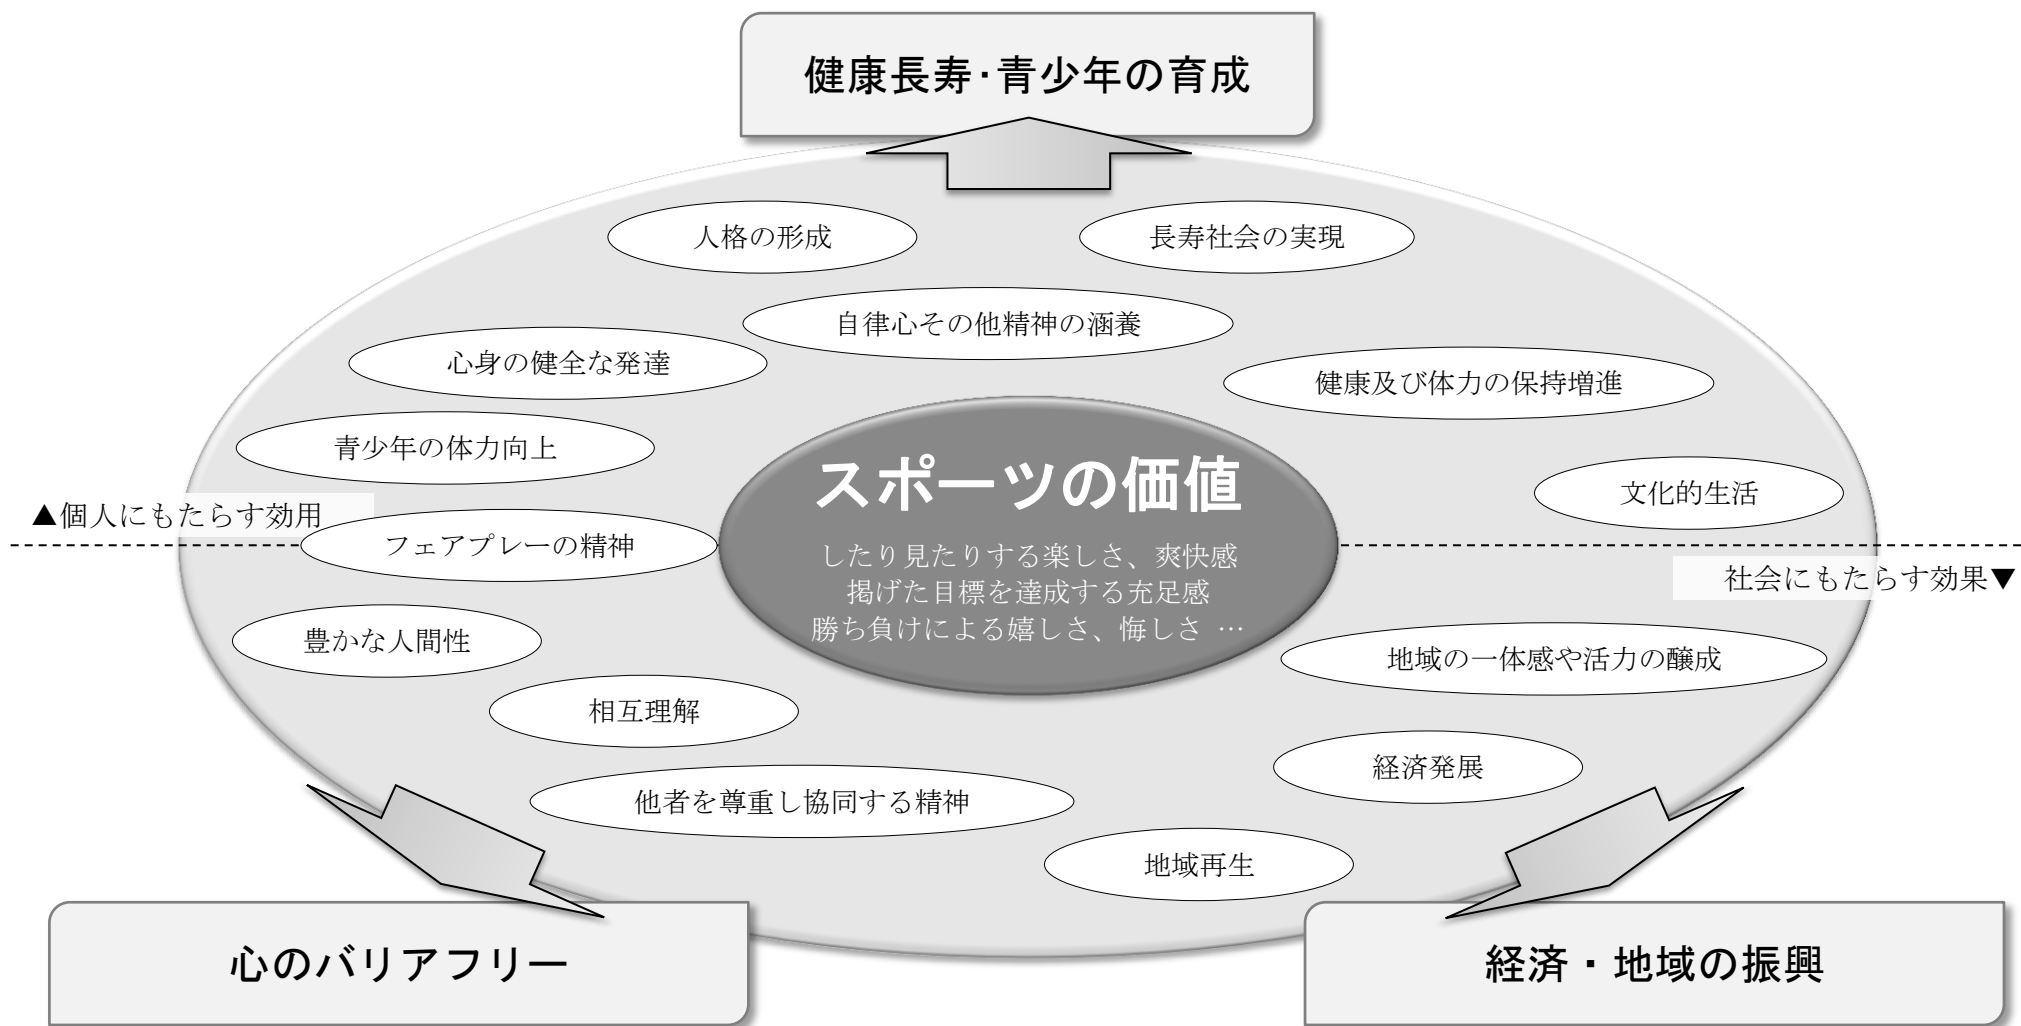 健康長寿・青少年の育成
人格の形成
長寿社会の実現
自律心その他精神の涵養
心身の健全な発達
健康及び体力の保持増進
青少年の体力向上
スポーツの価値
文化的生活
▲個人にもたらす効用
フェアプレーの精神
したり見たりする楽しさ、爽快感
掲げた目標を達成する充足感
勝ち負けによる嬉しさ、悔しさ …
社会にもたらす効果▼
豊かな人間性
地域の一体感や活力の醸成
相互理解
経済発展
他者を尊重し協同する精神
地域再生
心のバリアフリー
経済・地域の振興